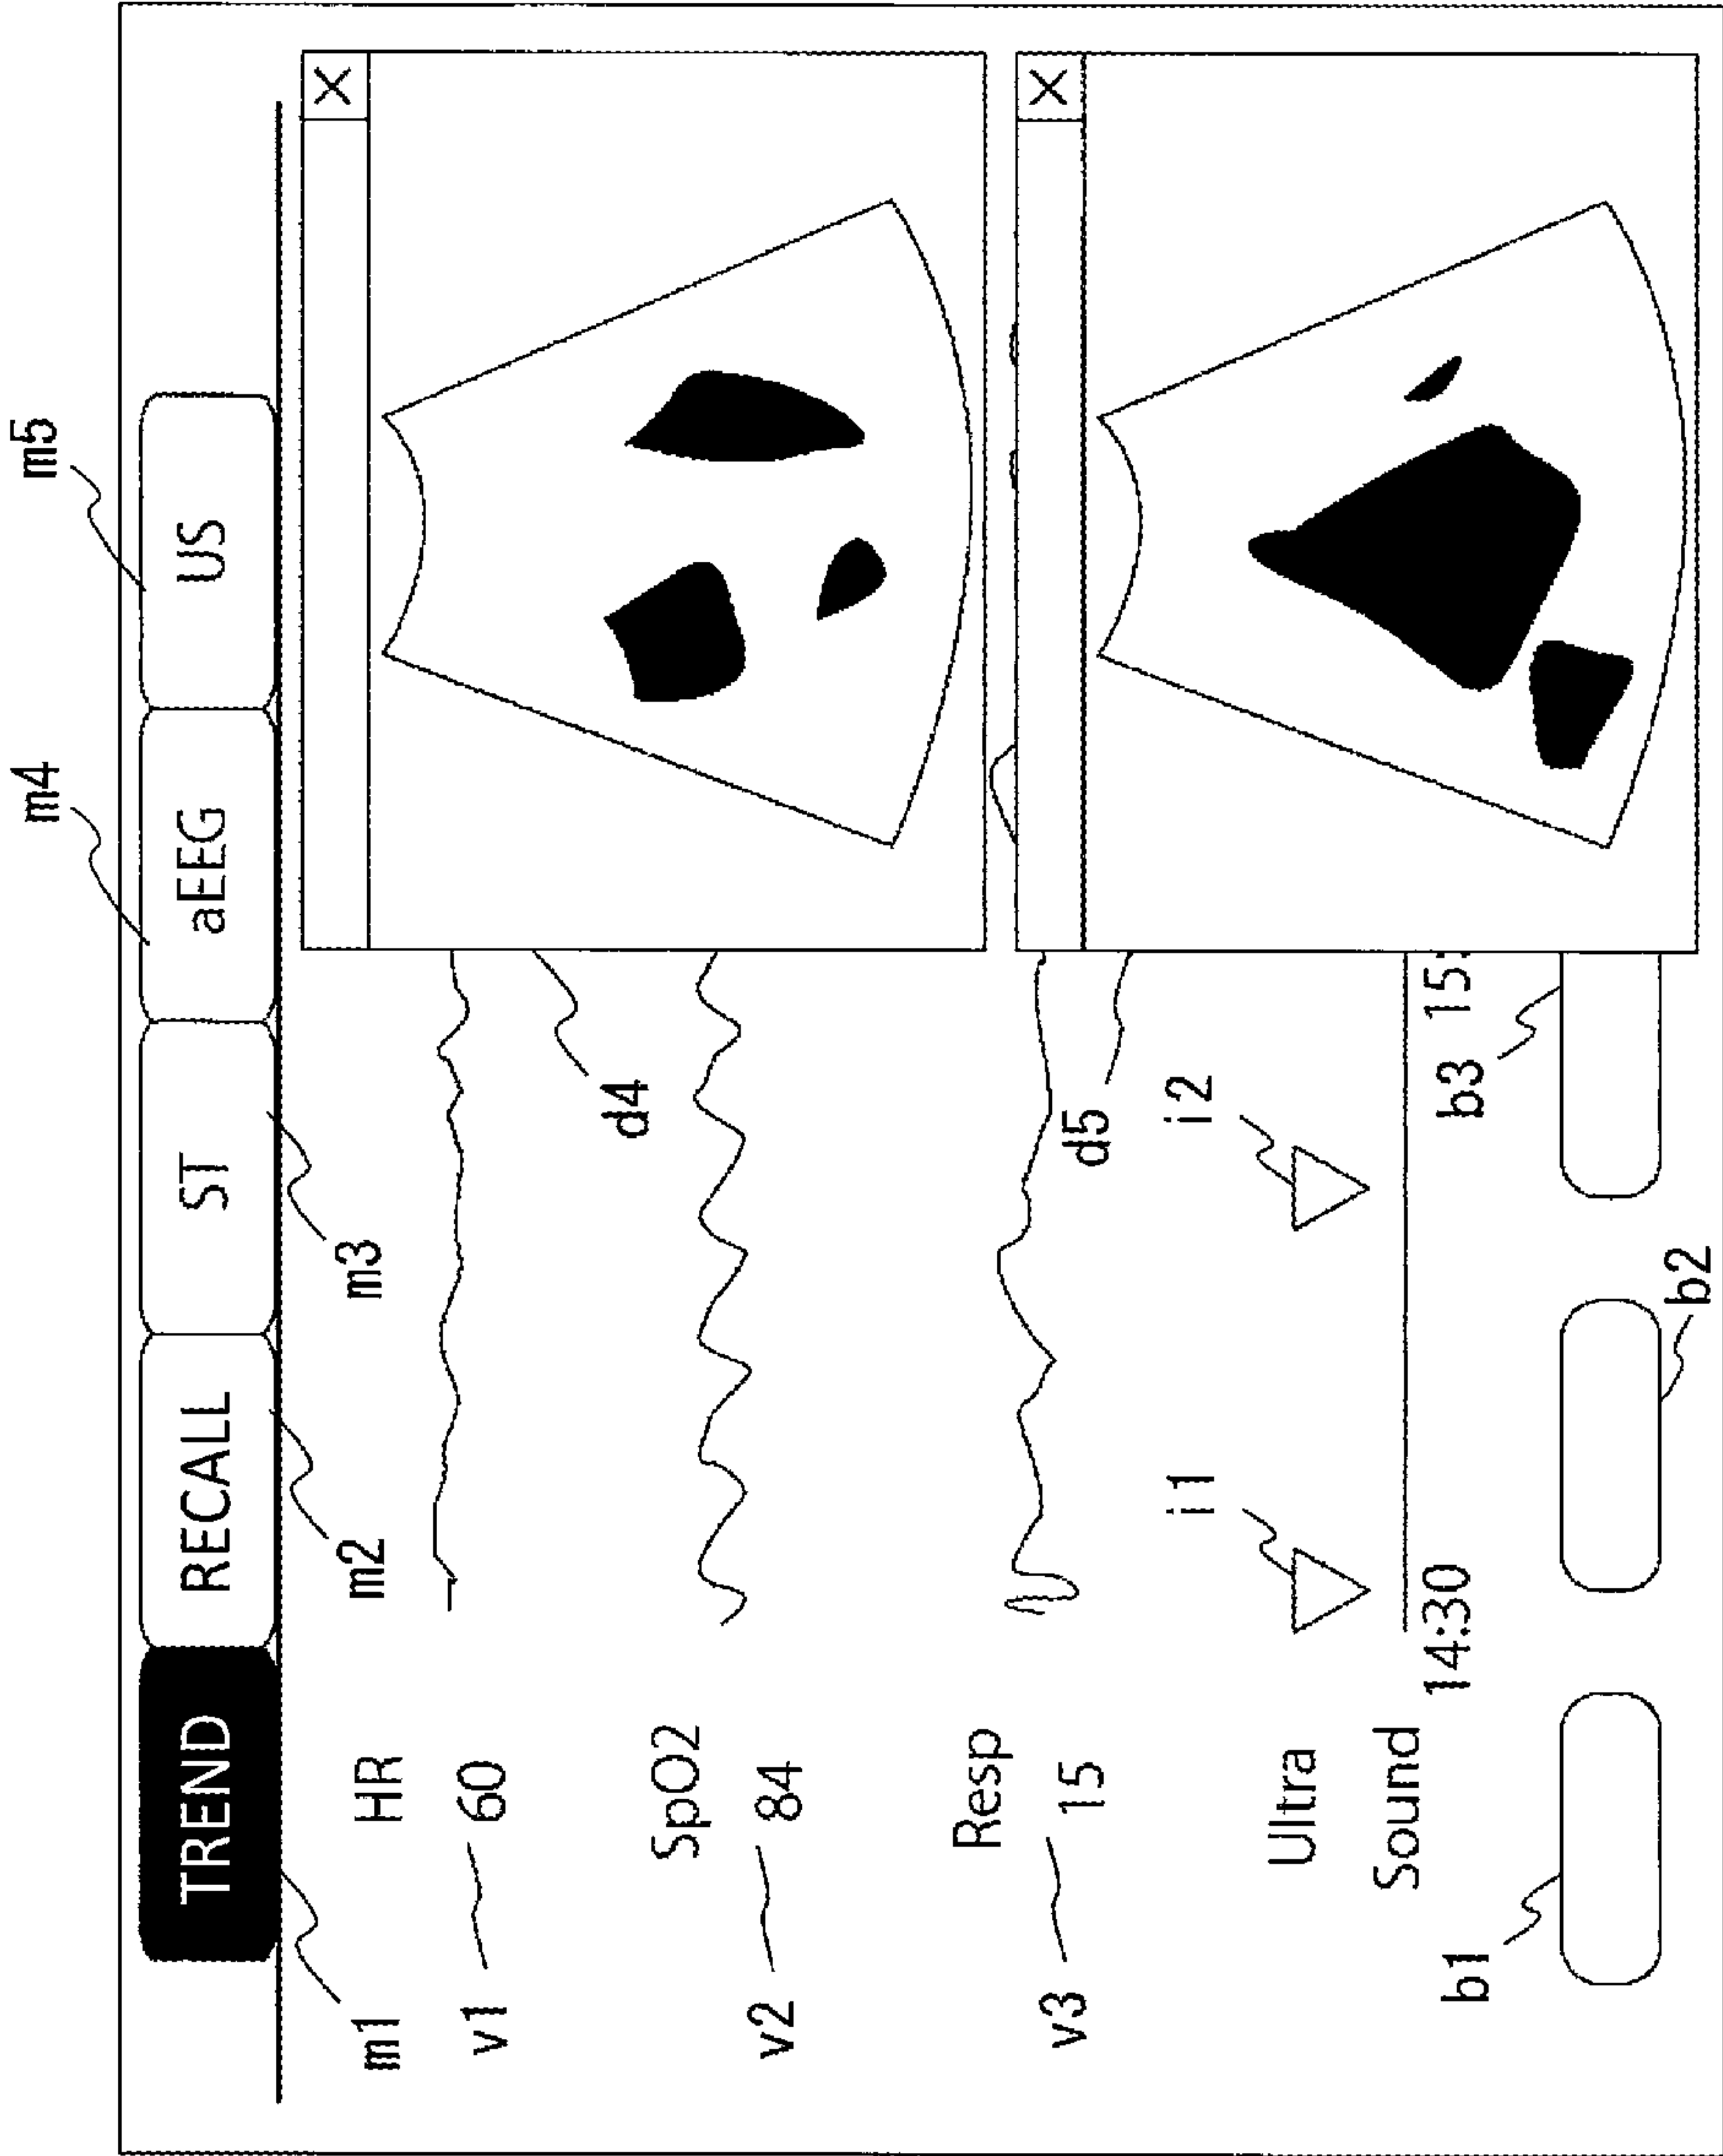 m4 m5
TREND RECALL ST aEEG US
m1 m2 m3
X
HR
v1 60
d4
SpO2
v2 84
Resp
v3 15
X
d5
i1 i2
Ultra
Sound
14:30 15:
b1 b3
b2